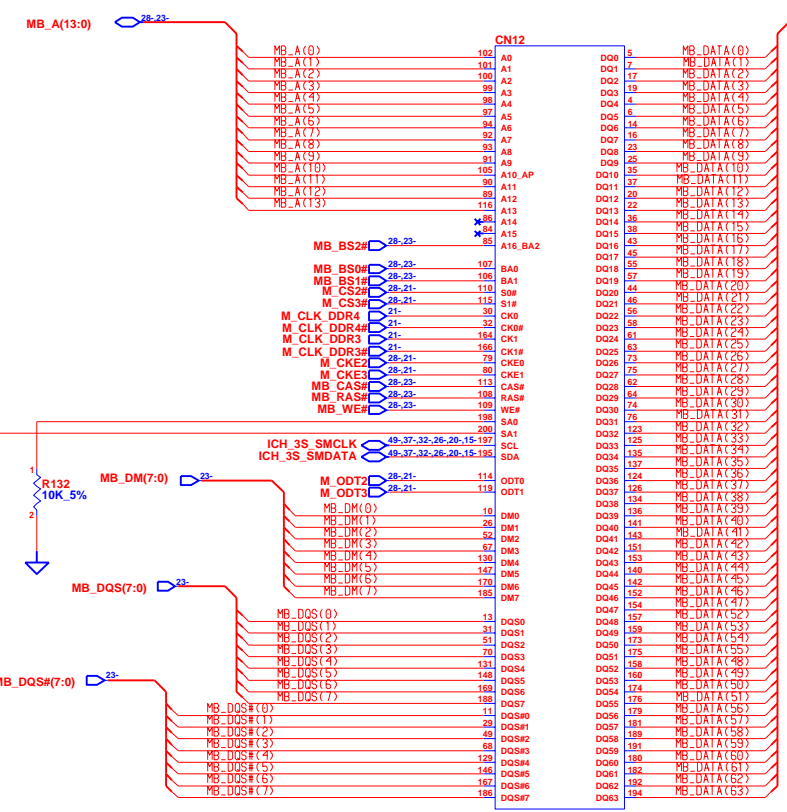 MB_A(13:0) 28-,23-
CN12
MB_A(0) 102 A0 DQ0 5 MB_DATA(0)
MB_A(1) 101 A1 DQ1 7 MB_DATA(1)
MB_A(2) 100 A2 DQ2 17 MB_DATA(2)
MB_A(3) 99 A3 DQ3 19 MB_DATA(3)
MB_A(4) 98 A4 DQ4 4 MB_DATA(4)
MB_A(5) 97 A5 DQ5 6 MB_DATA(5)
MB_A(6) 94 A6 DQ6 14 MB_DATA(6)
MB_A(7) 92 A7 DQ7 16 MB_DATA(7)
MB_A(8) 93 A8 DQ8 23 MB_DATA(8)
MB_A(9) 91 A9 DQ9 25 MB_DATA(9)
MB_A(10) 105 A10_AP DQ10 35 MB_DATA(10)
MB_A(11) 90 A11 DQ11 37 MB_DATA(11)
MB_A(12) 89 A12 DQ12 20 MB_DATA(12)
MB_A(13) 116 A13 DQ13 22 MB_DATA(13)
86 A14 DQ14 36 MB_DATA(14)
84 A15 DQ15 38 MB_DATA(15)
MB_BS2# 28-,23- 85 A16_BA2 DQ16 43 MB_DATA(16)
DQ17 45 MB_DATA(17)
MB_BS0# 28-,23- 107 BA0 DQ18 55 MB_DATA(18)
MB_BS1# 28-,23- 106 BA1 DQ19 57 MB_DATA(19)
M_CS2# 28-,21- 110 S0# DQ20 44 MB_DATA(20)
M_CS3# 28-,21- 115 S1# DQ21 46 MB_DATA(21)
M_CLK_DDR4 21- 30 CK0 DQ22 56 MB_DATA(22)
M_CLK_DDR4# 21- 32 CK0# DQ23 58 MB_DATA(23)
M_CLK_DDR3 21- 164 CK1 DQ24 61 MB_DATA(24)
M_CLK_DDR3# 21- 166 CK1# DQ25 63 MB_DATA(25)
M_CKE2 28-,21- 79 CKE0 DQ26 73 MB_DATA(26)
M_CKE3 28-,21- 80 CKE1 DQ27 75 MB_DATA(27)
MB_CAS# 28-,23- 113 CAS# DQ28 62 MB_DATA(28)
MB_RAS# 28-,23- 108 RAS# DQ29 64 MB_DATA(29)
MB_WE# 28-,23- 109 WE# DQ30 74 MB_DATA(30)
198 SA0 DQ31 76 MB_DATA(31)
200 SA1 DQ32 123 MB_DATA(32)
ICH_3S_SMCLK 49-,37-,32-,26-,20-,15- 197 SCL DQ33 125 MB_DATA(33)
ICH_3S_SMDATA 49-,37-,32-,26-,20-,15- 195 SDA DQ34 135 MB_DATA(34)
DQ35 137 MB_DATA(35)
M_ODT2 28-,21- 114 ODT0 DQ36 124 MB_DATA(36)
M_ODT3 28-,21- 119 ODT1 DQ37 126 MB_DATA(37)
DQ38 134 MB_DATA(38)
1
R132
10K_5%
2
MB_DM(7:0) 23-
MB_DM(0) 10 DM0 DQ39 136 MB_DATA(39)
MB_DM(1) 26 DM1 DQ40 141 MB_DATA(40)
MB_DM(2) 52 DM2 DQ41 143 MB_DATA(41)
MB_DM(3) 67 DM3 DQ42 151 MB_DATA(42)
MB_DM(4) 130 DM4 DQ43 153 MB_DATA(43)
MB_DM(5) 147 DM5 DQ44 140 MB_DATA(44)
MB_DM(6) 170 DM6 DQ45 142 MB_DATA(45)
MB_DM(7) 185 DM7 DQ46 152 MB_DATA(46)
DQ47 154 MB_DATA(47)
MB_DQS(7:0) 23-
MB_DQS(0) 13 DQS0 DQ48 157 MB_DATA(52)
MB_DQS(1) 31 DQS1 DQ49 159 MB_DATA(53)
MB_DQS(2) 51 DQS2 DQ50 173 MB_DATA(54)
MB_DQS(3) 70 DQS3 DQ51 175 MB_DATA(55)
MB_DQS(4) 131 DQS4 DQ52 158 MB_DATA(48)
MB_DQS(5) 148 DQS5 DQ53 160 MB_DATA(49)
MB_DQS(6) 169 DQS6 DQ54 174 MB_DATA(50)
MB_DQS(7) 188 DQS7 DQ55 176 MB_DATA(51)
MB_DQS#(7:0) 23-
MB_DQS#(0) 11 DQS#0 DQ56 179 MB_DATA(56)
MB_DQS#(1) 29 DQS#1 DQ57 181 MB_DATA(57)
MB_DQS#(2) 49 DQS#2 DQ58 189 MB_DATA(58)
MB_DQS#(3) 68 DQS#3 DQ59 191 MB_DATA(59)
MB_DQS#(4) 129 DQS#4 DQ60 180 MB_DATA(60)
MB_DQS#(5) 146 DQS#5 DQ61 182 MB_DATA(61)
MB_DQS#(6) 167 DQS#6 DQ62 192 MB_DATA(62)
MB_DQS#(7) 186 DQS#7 DQ63 194 MB_DATA(63)